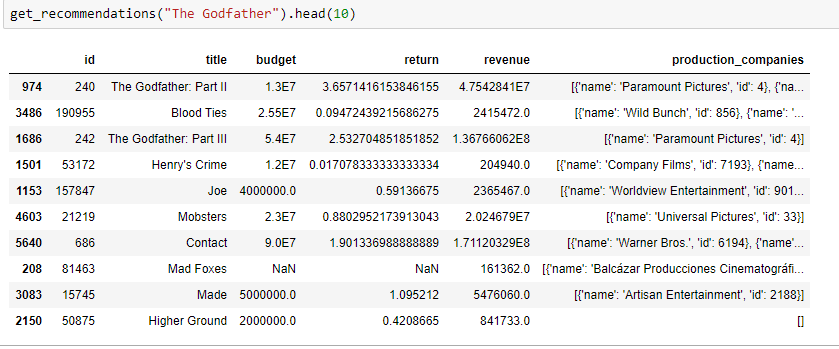 get_recommendations("The Godfather").head(10)
id title budget return revenue production_companies
974 240 The Godfather: Part II 1.3E7 3.6571416153846155 4.7542841E7 [{'name': 'Paramount Pictures', 'id': 4}, {'na...
3486 190955 Blood Ties 2.55E7 0.09472439215686275 2415472.0 [{'name': 'Wild Bunch', 'id': 856}, {'name': '...
1686 242 The Godfather: Part III 5.4E7 2.532704851851852 1.36766062E8 [{'name': 'Paramount Pictures', 'id': 4}]
1501 53172 Henry's Crime 1.2E7 0.017078333333333334 204940.0 [{'name': 'Company Films', 'id': 7193}, {'name...
1153 157847 Joe 4000000.0 0.59136675 2365467.0 [{'name': 'Worldview Entertainment', 'id': 901...
4603 21219 Mobsters 2.3E7 0.8802952173913043 2.024679E7 [{'name': 'Universal Pictures', 'id': 33}]
5640 686 Contact 9.0E7 1.901336988888889 1.71120329E8 [{'name': 'Warner Bros.', 'id': 6194}, {'name'...
208 81463 Mad Foxes NaN NaN 161362.0 [{'name': 'Balcázar Producciones Cinematográfi...
3083 15745 Made 5000000.0 1.095212 5476060.0 [{'name': 'Artisan Entertainment', 'id': 2188}]
2150 50875 Higher Ground 2000000.0 0.4208665 841733.0 []